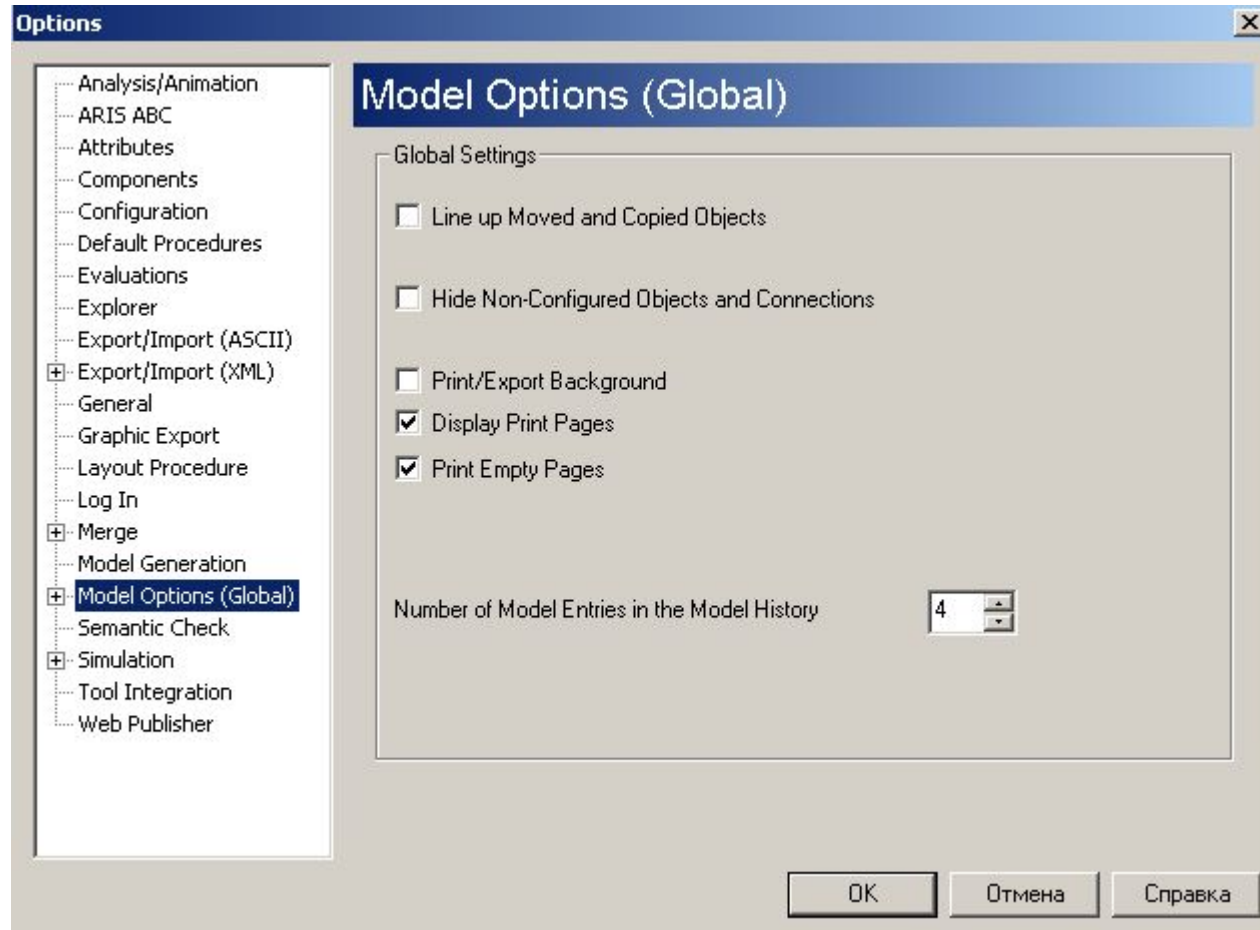 Options
Analysis/Animation
ARIS ABC
Attributes
Components
Configuration
Default Procedures
Evaluations
Explorer
Export/Import (ASCII)
Export/Import (XML)
General
Graphic Export
Layout Procedure
Log In
Merge
Model Generation
Model Options (Global)
Semantic Check
Simulation
Tool Integration
Web Publisher
Model Options (Global)
Global Settings
Line up Moved and Copied Objects
Hide Non-Configured Objects and Connections
Print/Export Background
Display Print Pages
Print Empty Pages
Number of Model Entries in the Model History 4
OK Отмена Справка